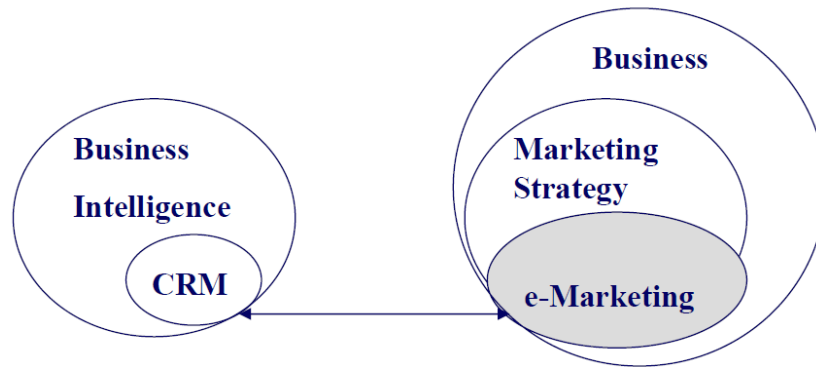 Business
Intelligence
CRM
Business
Marketing
Strategy
e-Marketing